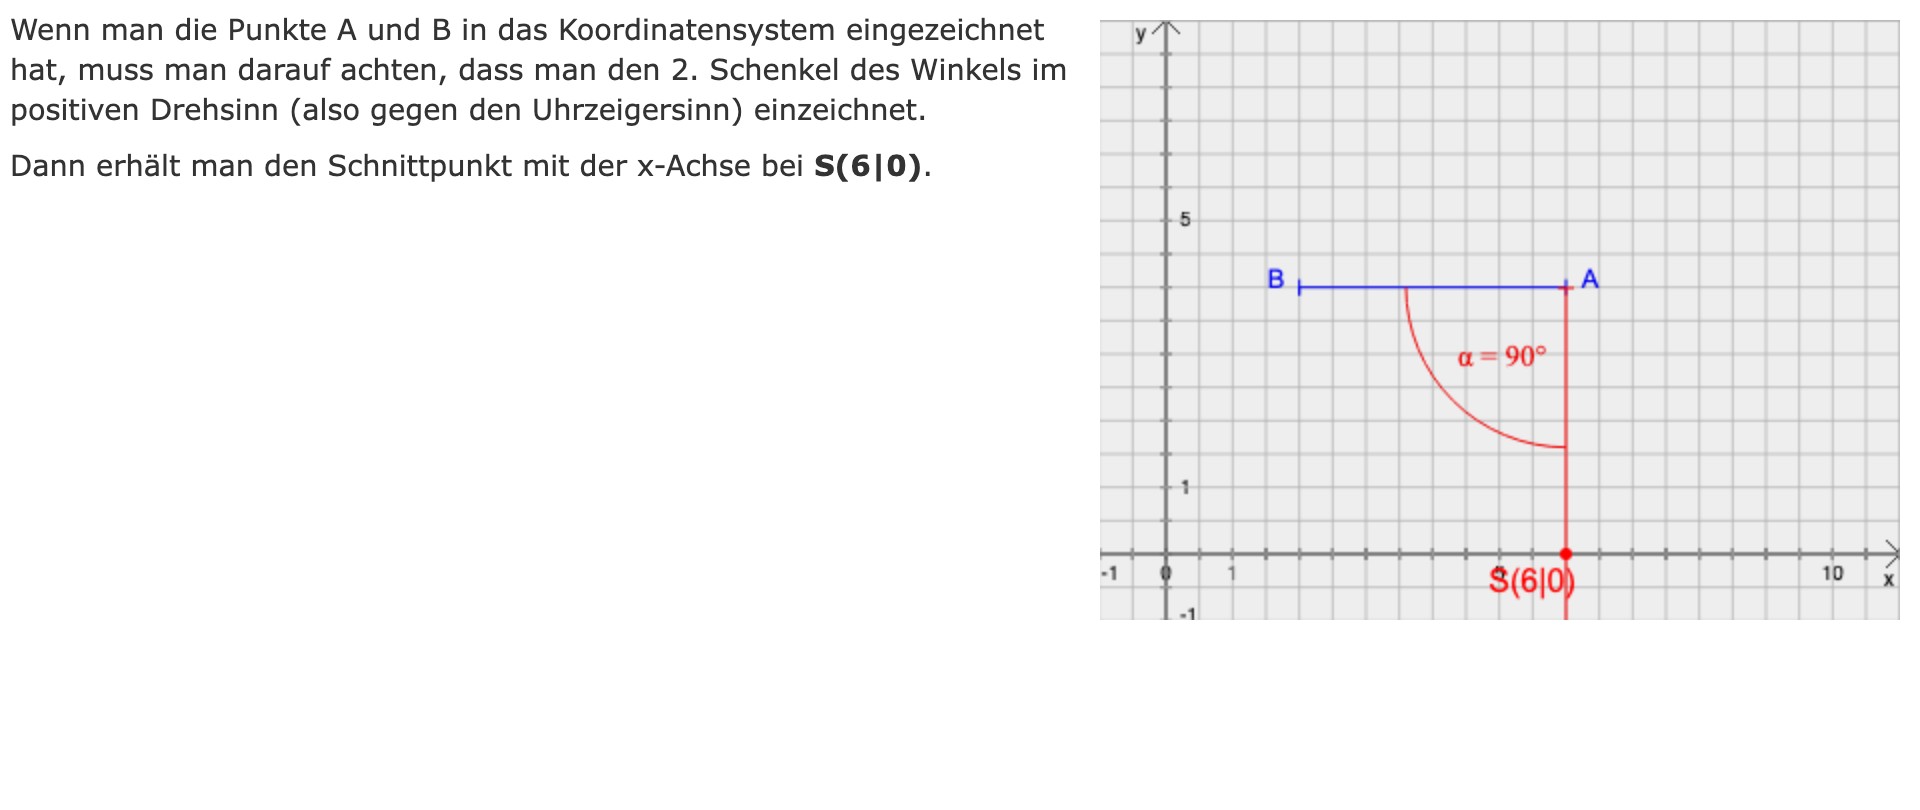 Wenn man die Punkte A und B in das Koordinatensystem eingezeichnet
hat, muss man darauf achten, dass man den 2. Schenkel des Winkels im
positiven Drehsinn (also gegen den Uhrzeigersinn) einzeichnet.
Dann erhält man den Schnittpunkt mit der x-Achse bei S(6|0).
y
5
B A
α = 90°
1
-1 0 1 5 10 x
S(6|0)
-1